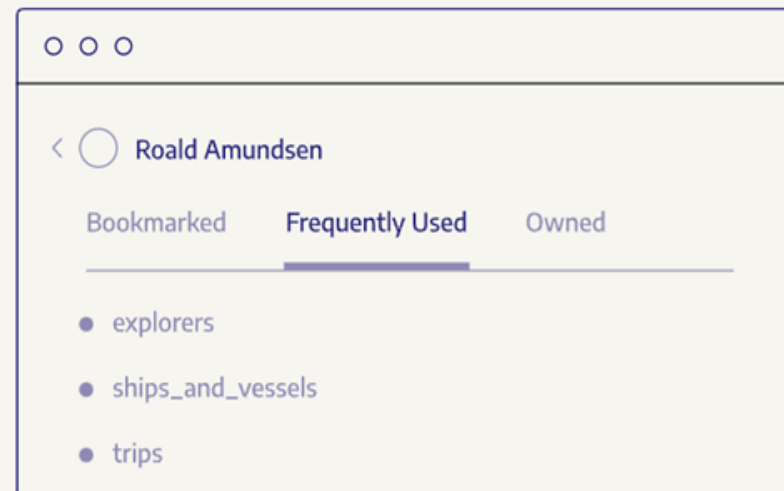 Roald Amundsen
Bookmarked Frequently Used Owned
explorers
ships_and_vessels
trips